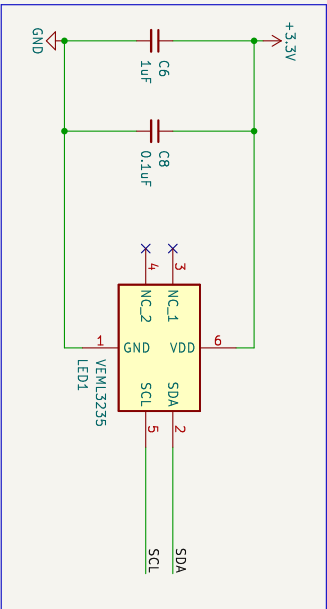 +3.3V
GND
C6
1uF
C8
0.1uF
3
4
NC_1
NC_2
1
GND
VDD
6
VEML3235
LED1
SDA
SCL
2
5
SDA
SCL